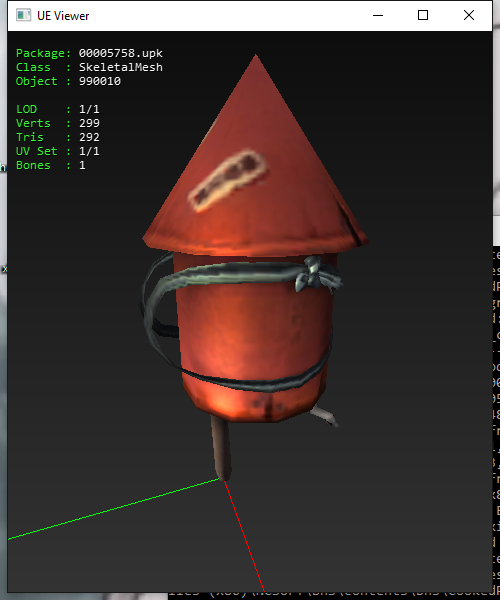 UE Viewer
Package: 00005758.upk
Class : SkeletalMesh
Object : 990010
LOD : 1/1
Verts : 299
Tris : 292
UV Set : 1/1
Bones : 1